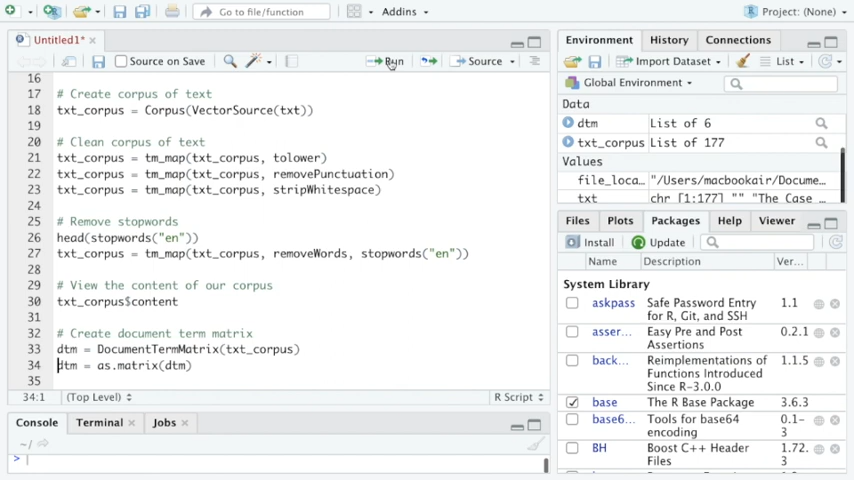 Go to file/function
Addins
Project: (None)
Untitled1*
Source on Save
Run
Source
16
17 # Create corpus of text
18 txt_corpus = Corpus(VectorSource(txt))
19
20 # Clean corpus of text
21 txt_corpus = tm_map(txt_corpus, tolower)
22 txt_corpus = tm_map(txt_corpus, removePunctuation)
23 txt_corpus = tm_map(txt_corpus, stripWhitespace)
24
25 # Remove stopwords
26 head(stopwords("en"))
27 txt_corpus = tm_map(txt_corpus, removeWords, stopwords("en"))
28
29 # View the content of our corpus
30 txt_corpus$content
31
32 # Create document term matrix
33 dtm = DocumentTermMatrix(txt_corpus)
34 dtm = as.matrix(dtm)
35
34:1 (Top Level) R Script
Console Terminal Jobs
~/
>
Environment History Connections
Import Dataset List
Global Environment
Data
dtm List of 6
txt_corpus List of 177
Values
file_loca… "/Users/macbookair/Docume…
txt chr [1:177] "" "The Case
Files Plots Packages Help Viewer
Install Update
Name Description Ver…
System Library
askpass Safe Password Entry for R, Git, and SSH 1.1
asser… Easy Pre and Post Assertions 0.2.1
back… Reimplementations of Functions Introduced Since R-3.0.0 1.1.5
base The R Base Package 3.6.3
base6… Tools for base64 encoding 0.1-3
BH Boost C++ Header Files 1.72.3